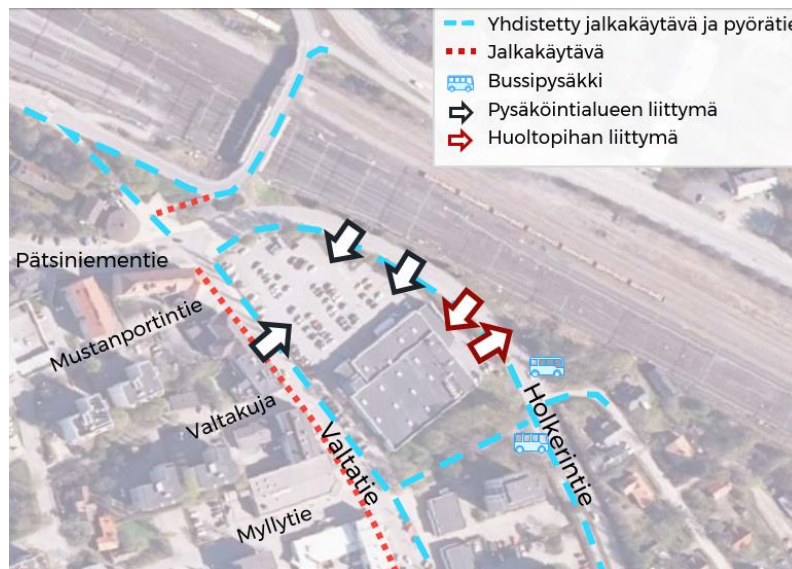 Yhdistetty jalkakäytävä ja pyörätie
Jalkakäytävä
Bussipysäkki
Pysäköintialueen liittymä
Huoltopihan liittymä
Pätsiniementie
Mustanportintie
Valtakuja
Valtatie
Holkerintie
Myllytie